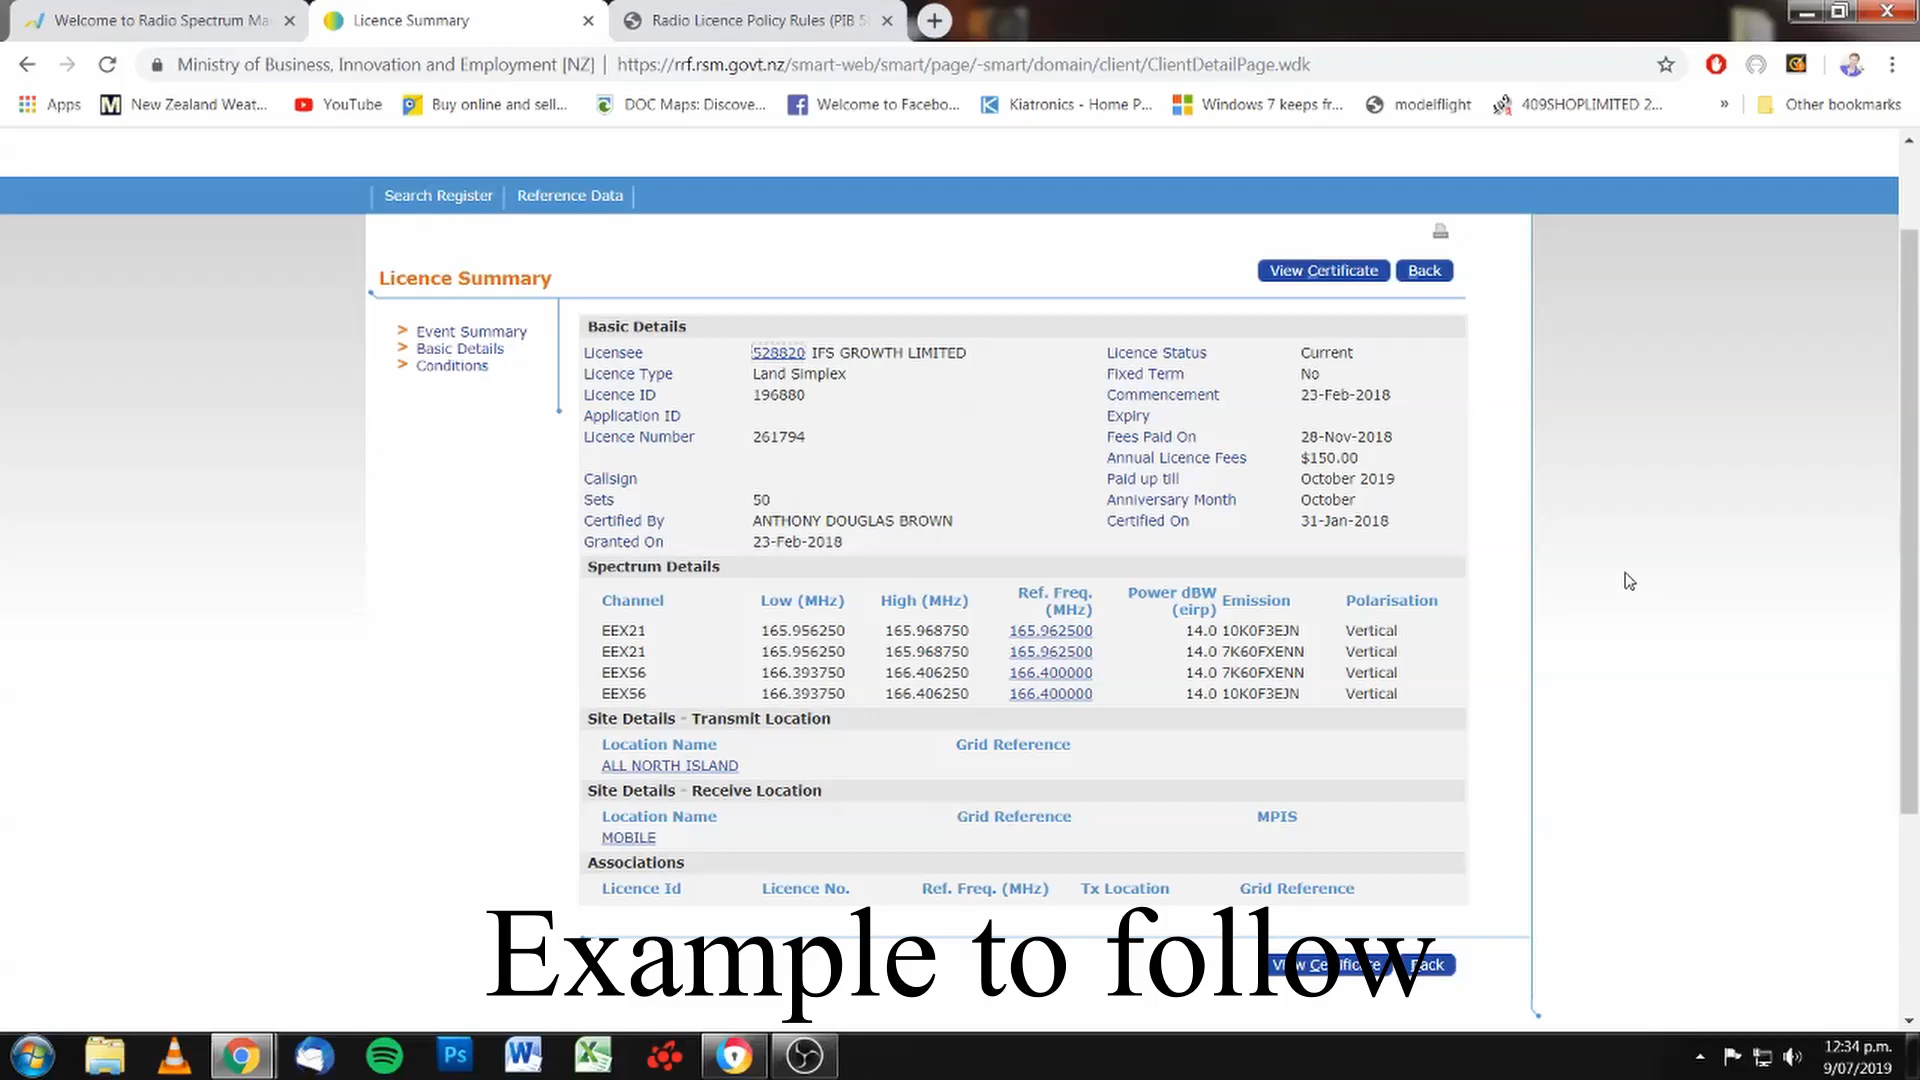 Welcome to Radio Spectrum Ma
Licence Summary
Radio Licence Policy Rules (PIB 5
Ministry of Business, Innovation and Employment [NZ] | https://rrf.rsm.govt.nz/smart-web/smart/page/-smart/domain/client/ClientDetailPage.wdk
Apps New Zealand Weat... YouTube Buy online and sell... DOC Maps: Discove... Welcome to Facebo... Kiatronics - Home P... Windows 7 keeps fr... modelflight 409SHOPLIMITED 2... » Other bookmarks
Search Register Reference Data
Licence Summary View Certificate Back
> Event Summary
> Basic Details
> Conditions
Basic Details
Licensee 528820 IFS GROWTH LIMITED Licence Status Current
Licence Type Land Simplex Fixed Term No
Licence ID 196880 Commencement 23-Feb-2018
Application ID Expiry
Licence Number 261794 Fees Paid On 28-Nov-2018
Annual Licence Fees $150.00
Callsign Paid up till October 2019
Sets 50 Anniversary Month October
Certified By ANTHONY DOUGLAS BROWN Certified On 31-Jan-2018
Granted On 23-Feb-2018
Spectrum Details
Channel Low (MHz) High (MHz) Ref. Freq. (MHz) Power dBW (eirp) Emission Polarisation
EEX21 165.956250 165.968750 165.962500 14.0 10K0F3EJN Vertical
EEX21 165.956250 165.968750 165.962500 14.0 7K60FXENN Vertical
EEX56 166.393750 166.406250 166.400000 14.0 7K60FXENN Vertical
EEX56 166.393750 166.406250 166.400000 14.0 10K0F3EJN Vertical
Site Details - Transmit Location
Location Name Grid Reference
ALL NORTH ISLAND
Site Details - Receive Location
Location Name Grid Reference MPIS
MOBILE
Associations
Licence Id Licence No. Ref. Freq. (MHz) Tx Location Grid Reference
Example to follow
View Certificate Back
Ps
12:34 p.m.
9/07/2019